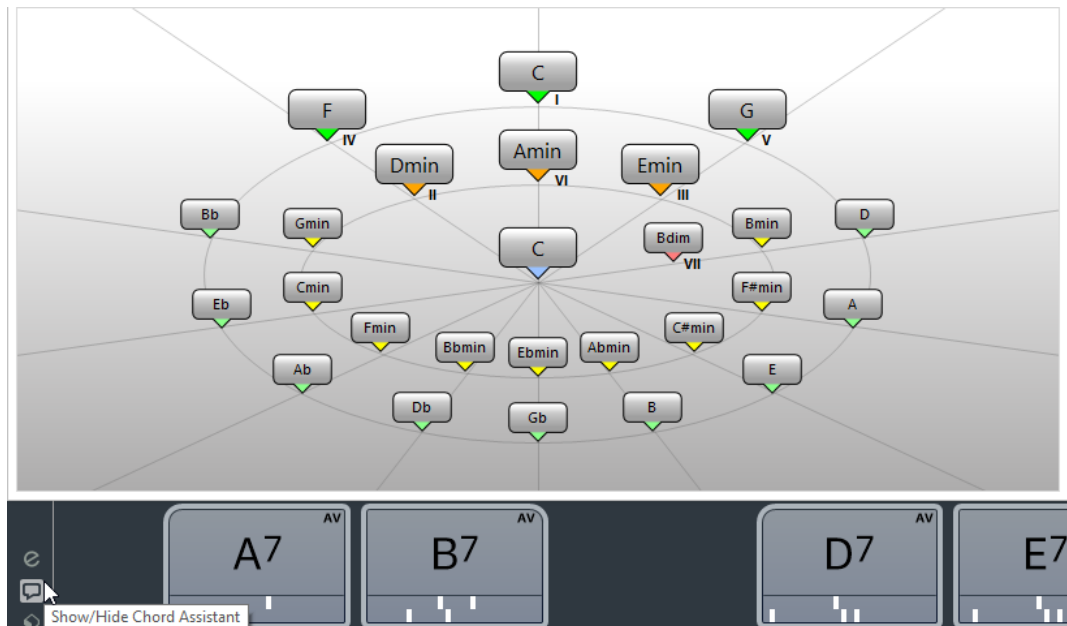 C
I
F
IV
G
V
Dmin
II
Amin
VI
Emin
III
Bb
Gmin
C
Bdim
VII
Bmin
D
Eb
Cmin
F#min
A
Fmin
C#min
Bbmin
Ebmin
Abmin
Ab
E
Db
Gb
B
AV
A7
AV
B7
AV
D7
E7
e
Show/Hide Chord Assistant